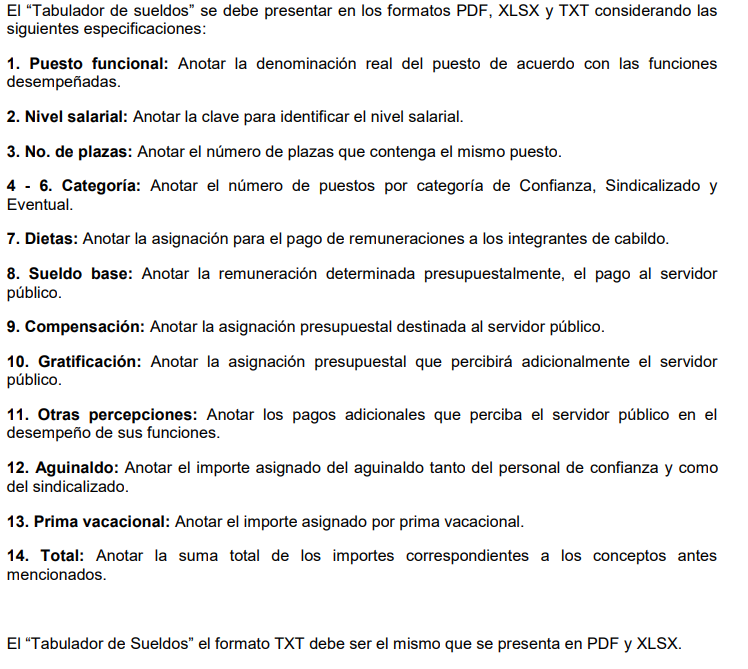 El “Tabulador de sueldos” se debe presentar en los formatos PDF, XLSX y TXT considerando las
siguientes especificaciones:
1. Puesto funcional: Anotar la denominación real del puesto de acuerdo con las funciones
desempeñadas.
2. Nivel salarial: Anotar la clave para identificar el nivel salarial.
3. No. de plazas: Anotar el número de plazas que contenga el mismo puesto.
4 - 6. Categoría: Anotar el número de puestos por categoría de Confianza, Sindicalizado y
Eventual.
7. Dietas: Anotar la asignación para el pago de remuneraciones a los integrantes de cabildo.
8. Sueldo base: Anotar la remuneración determinada presupuestalmente, el pago al servidor
público.
9. Compensación: Anotar la asignación presupuestal destinada al servidor público.
10. Gratificación: Anotar la asignación presupuestal que percibirá adicionalmente el servidor
público.
11. Otras percepciones: Anotar los pagos adicionales que perciba el servidor público en el
desempeño de sus funciones.
12. Aguinaldo: Anotar el importe asignado del aguinaldo tanto del personal de confianza y como
del sindicalizado.
13. Prima vacacional: Anotar el importe asignado por prima vacacional.
14. Total: Anotar la suma total de los importes correspondientes a los conceptos antes
mencionados.
El “Tabulador de Sueldos” el formato TXT debe ser el mismo que se presenta en PDF y XLSX.